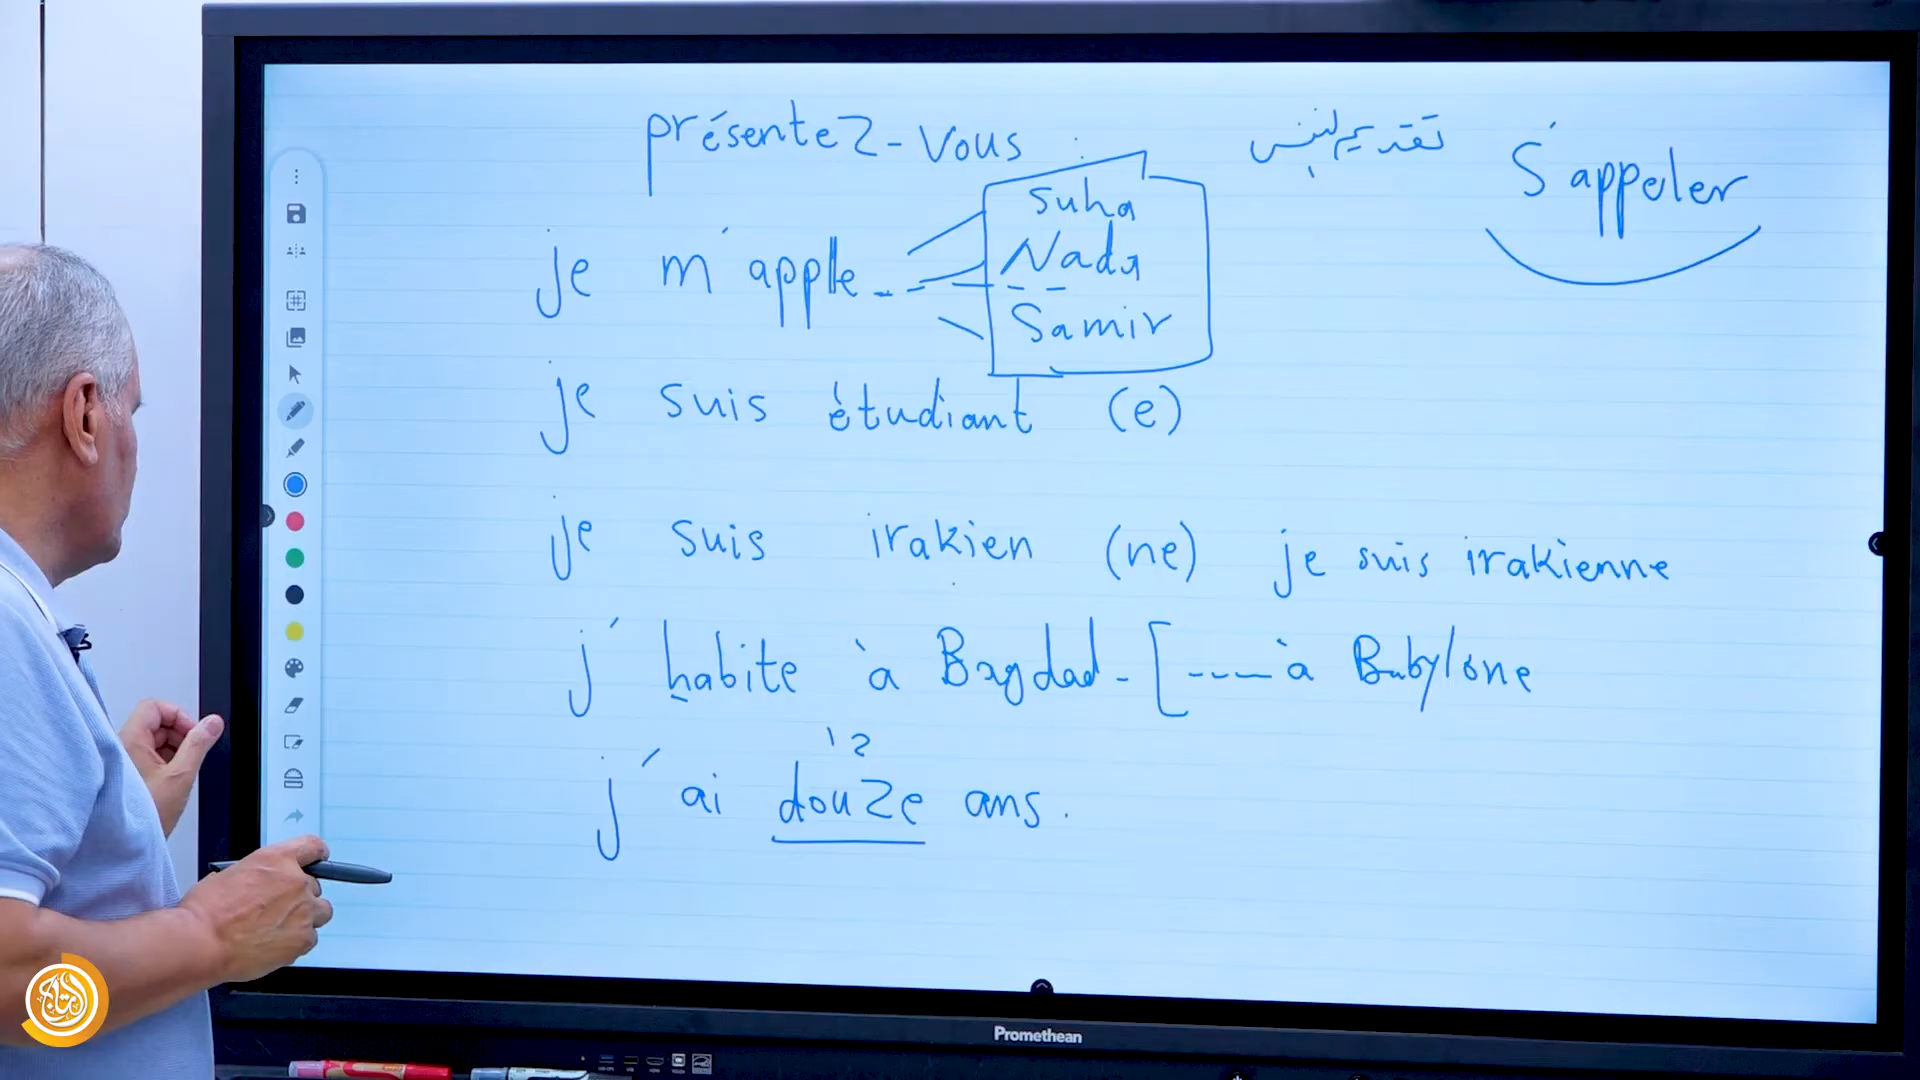 présentez-vous : تقديم النفس
S'appeler
je m'applle ---- Suha
Nada
Samir
je suis étudiant (e)
je suis irakien (ne) je suis irakienne
j'habite à Bagdad - [---- à Babylone
12
j'ai douze ans.
Promethean